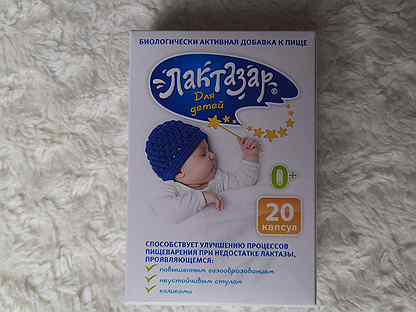 БИОЛОГИЧЕСКИ АКТИВНАЯ ДОБАВКА К ПИЩЕ
Лактазар®
Для
детей
0+
20
капсул
СПОСОБСТВУЕТ УЛУЧШЕНИЮ ПРОЦЕССОВ
ПИЩЕВАРЕНИЯ ПРИ НЕДОСТАТКЕ ЛАКТАЗЫ,
ПРОЯВЛЯЮЩЕМСЯ:
повышенным газообразованием
неустойчивым стулом
коликами